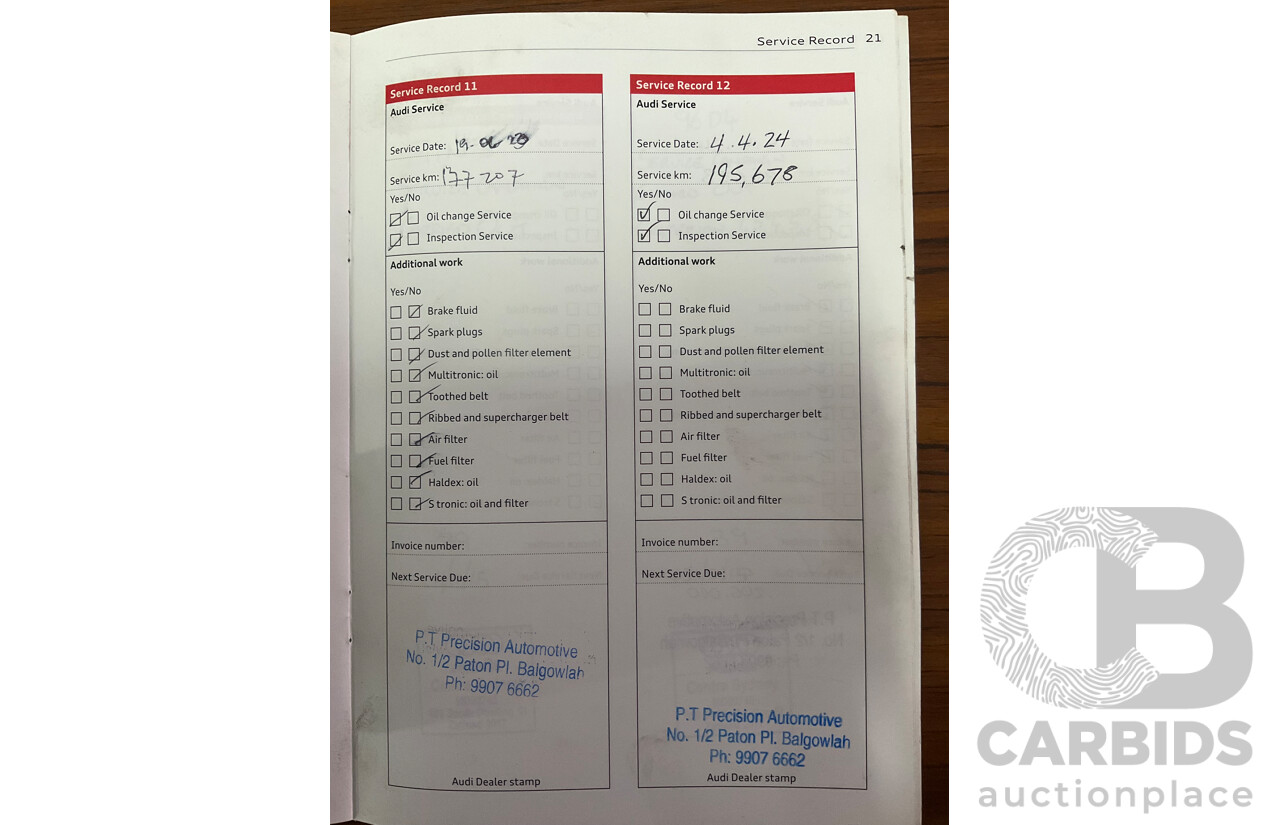 Service Record 21
Service Record 11
Audi Service
Service Date: 19.
Service km: 177 207
Yes/No
Oil change Service
Inspection Service
Additional work
Yes/No
Brake fluid
Spark plugs
Dust and pollen filter element
Multitronic: oil
Toothed belt
Ribbed and supercharger belt
Air filter
Fuel filter
Haldex: oil
S tronic: oil and filter
Invoice number:
Next Service Due:
P.T Precision Automotive
No. 1/2 Paton Pl. Balgowlah
Ph: 9907 6662
Audi Dealer stamp
Service Record 12
Audi Service
Service Date: 4.4.24
Service km: 195,678
Yes/No
Oil change Service
Inspection Service
Additional work
Yes/No
Brake fluid
Spark plugs
Dust and pollen filter element
Multitronic: oil
Toothed belt
Ribbed and supercharger belt
Air filter
Fuel filter
Haldex: oil
S tronic: oil and filter
Invoice number:
Next Service Due:
P.T Precision Automotive
No. 1/2 Paton Pl. Balgowlah
Ph: 9907 6662
Audi Dealer stamp
CB
CARBIDS
auctionplace